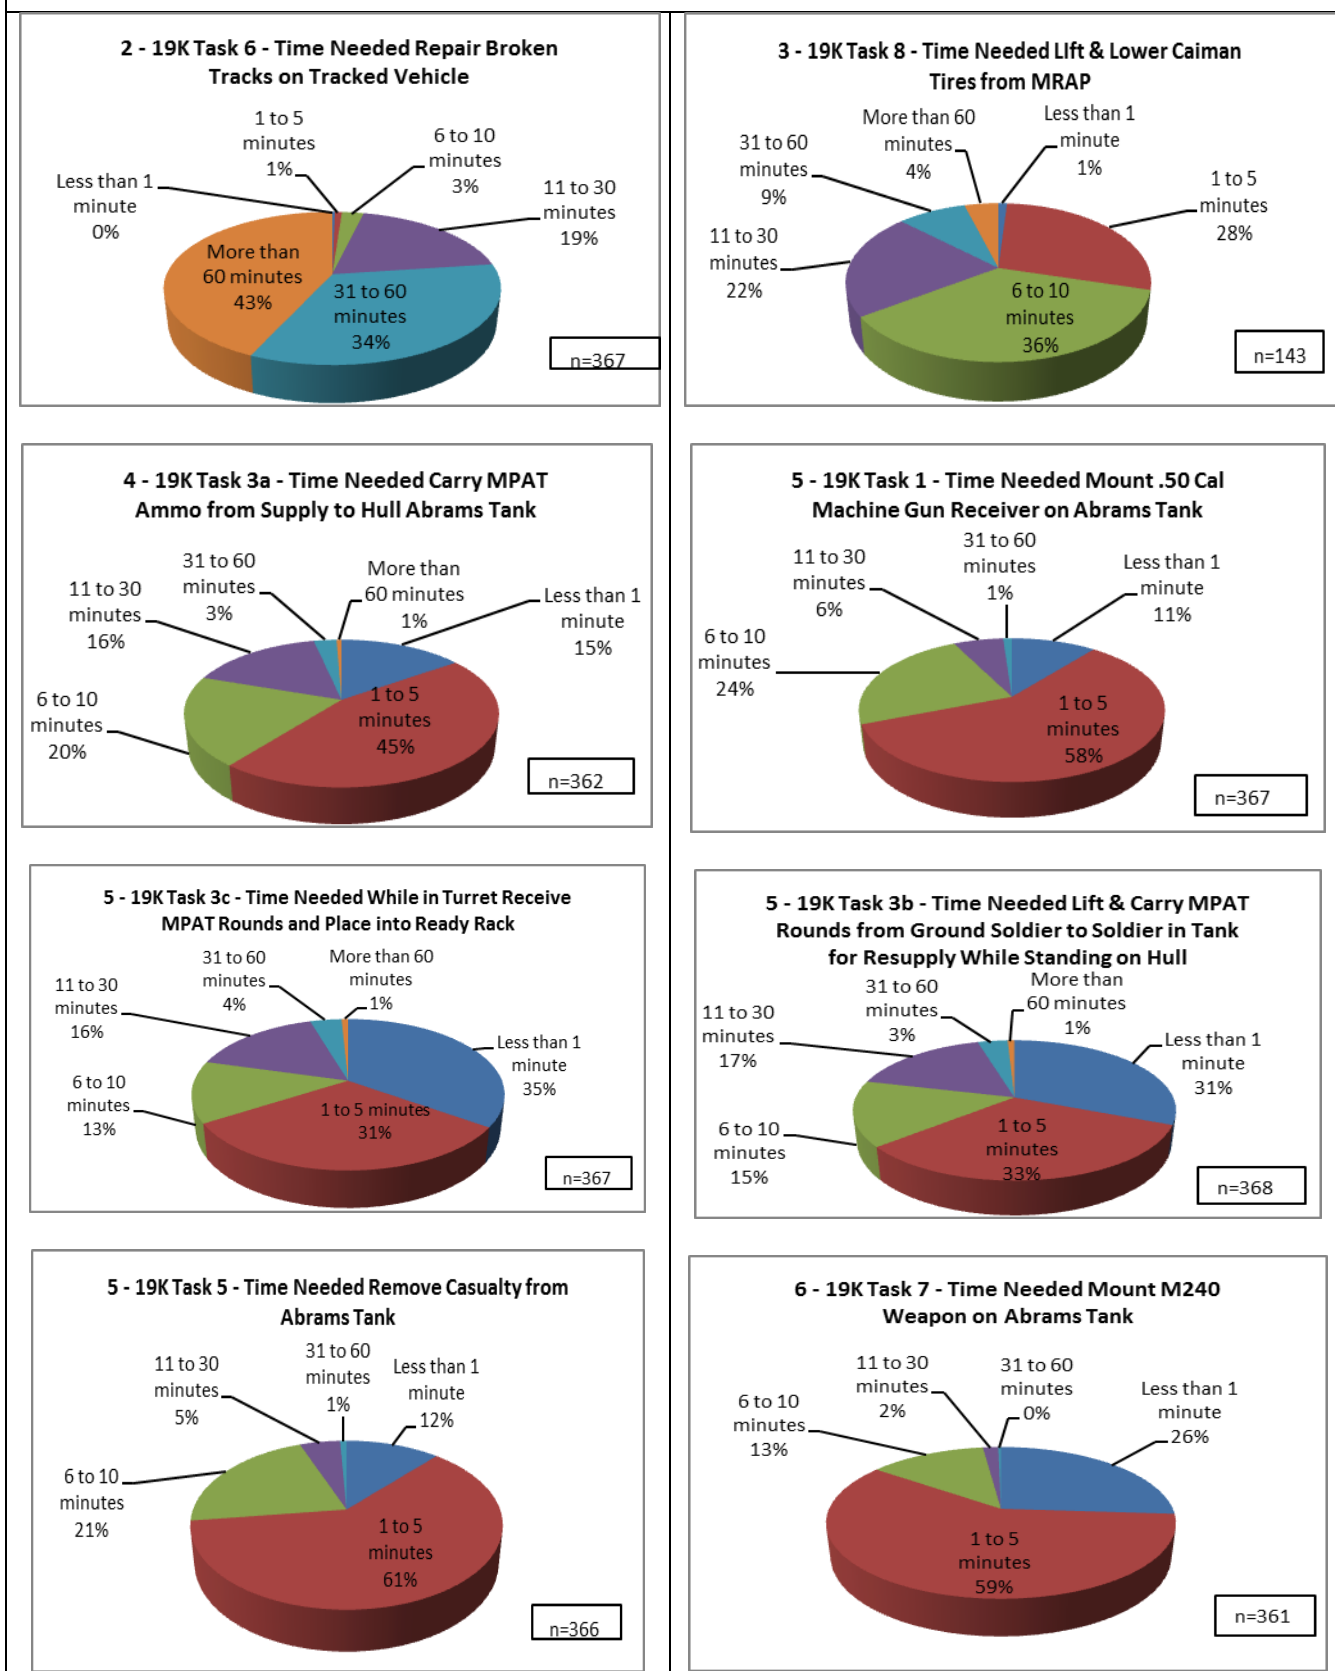 2 - 19K Task 6 - Time Needed Repair Broken
Tracks on Tracked Vehicle
1 to 5
minutes
1%
6 to 10
minutes
3%
Less than 1
minute
0%
11 to 30
minutes
19%
More than
60 minutes
43%
31 to 60
minutes
34%
n=367
3 - 19K Task 8 - Time Needed LIft & Lower Caiman
Tires from MRAP
More than 60
minutes
4%
Less than 1
minute
1%
31 to 60
minutes
9%
1 to 5
minutes
28%
11 to 30
minutes
22%
6 to 10
minutes
36%
n=143
4 - 19K Task 3a - Time Needed Carry MPAT
Ammo from Supply to Hull Abrams Tank
31 to 60
minutes
3%
More than
60 minutes
1%
11 to 30
minutes
16%
Less than 1
minute
15%
6 to 10
minutes
20%
1 to 5
minutes
45%
n=362
5 - 19K Task 1 - Time Needed Mount .50 Cal
Machine Gun Receiver on Abrams Tank
31 to 60
minutes
1%
11 to 30
minutes
6%
Less than 1
minute
11%
6 to 10
minutes
24%
1 to 5
minutes
58%
n=367
5 - 19K Task 3c - Time Needed While in Turret Receive
MPAT Rounds and Place into Ready Rack
31 to 60
minutes
4%
More than 60
minutes
1%
11 to 30
minutes
16%
Less than 1
minute
35%
6 to 10
minutes
13%
1 to 5 minutes
31%
n=367
5 - 19K Task 3b - Time Needed Lift & Carry MPAT
Rounds from Ground Soldier to Soldier in Tank
for Resupply While Standing on Hull
31 to 60
minutes
3%
More than
60 minutes
1%
11 to 30
minutes
17%
Less than 1
minute
31%
6 to 10
minutes
15%
1 to 5
minutes
33%
n=368
5 - 19K Task 5 - Time Needed Remove Casualty from
Abrams Tank
31 to 60
minutes
1%
11 to 30
minutes
5%
Less than 1
minute
12%
6 to 10
minutes
21%
1 to 5
minutes
61%
n=366
6 - 19K Task 7 - Time Needed Mount M240
Weapon on Abrams Tank
11 to 30
minutes
2%
31 to 60
minutes
0%
6 to 10
minutes
13%
Less than 1
minute
26%
1 to 5
minutes
59%
n=361